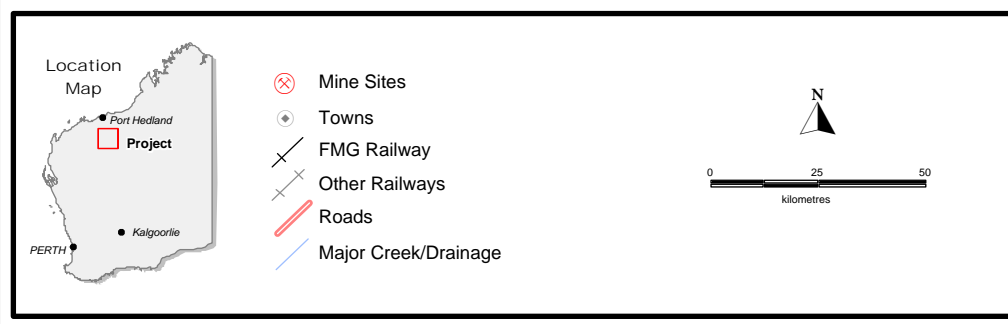 Location
Map
Port Hedland
Project
Kalgoorlie
PERTH
Mine Sites
Towns
FMG Railway
Other Railways
Roads
Major Creek/Drainage
N
0 25 50
kilometres